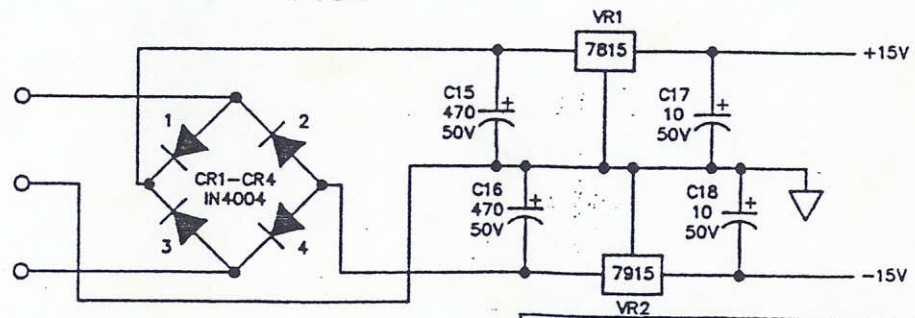 VR1
7815
+15V
C15
470
50V
+
C17
10
50V
+
1
2
CR1-CR4
IN4004
3
4
C16
470
50V
+
C18
10
50V
+
7915
-15V
VR2